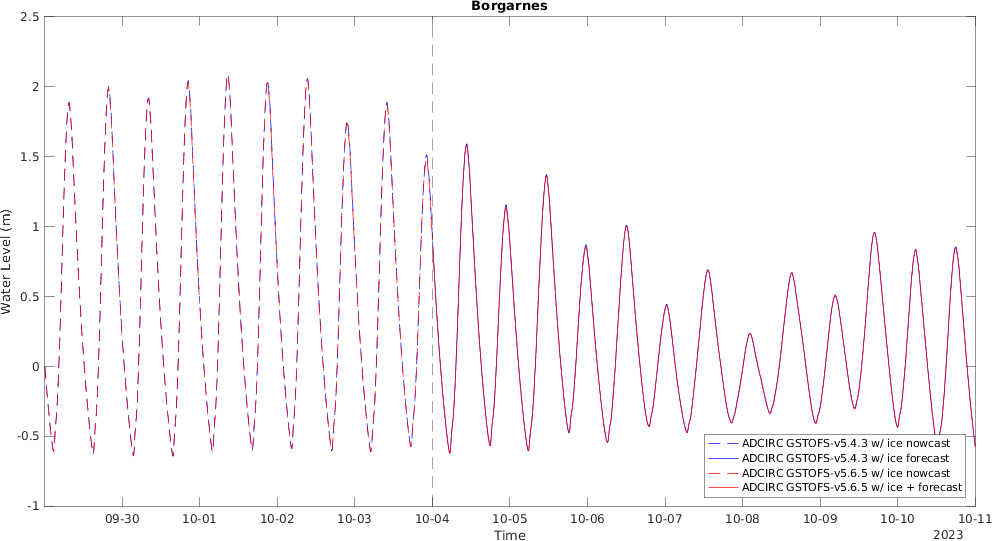 Borgarnes
2.5
2
1.5
1
0.5
0
-0.5
-1
Water Level (m)
ADCIRC GSTOFS-v5.4.3 w/ ice nowcast
ADCIRC GSTOFS-v5.4.3 w/ ice forecast
ADCIRC GSTOFS-v5.6.5 w/ ice nowcast
ADCIRC GSTOFS-v5.6.5 w/ ice + forecast
09-30 10-01 10-02 10-03 10-04 10-05 10-06 10-07 10-08 10-09 10-10 10-11
Time
2023